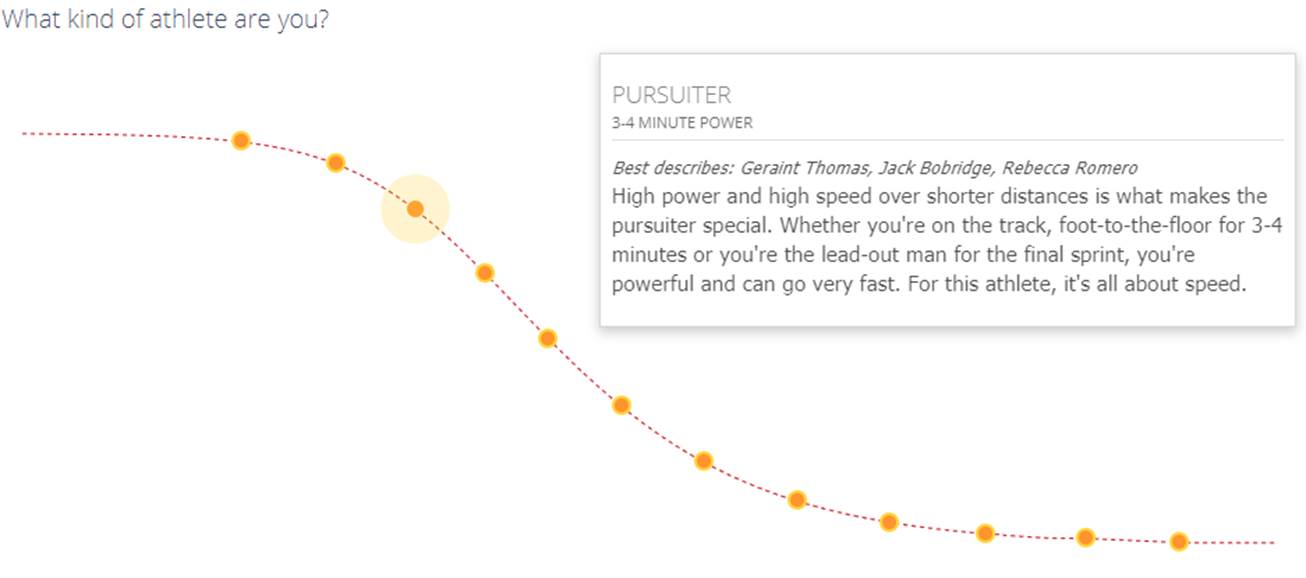 What kind of athlete are you?
PURSUITER
3-4 MINUTE POWER
Best describes: Geraint Thomas, Jack Bobridge, Rebecca Romero
High power and high speed over shorter distances is what makes the
pursuiter special. Whether you're on the track, foot-to-the-floor for 3-4
minutes or you're the lead-out man for the final sprint, you're
powerful and can go very fast. For this athlete, it's all about speed.